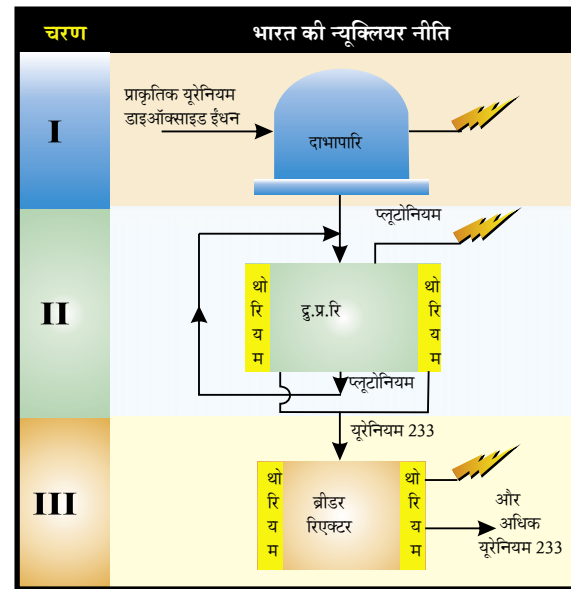 चरण
भारत की न्यूक्लियर नीति
I
प्राकृतिक यूरेनियम
डाइऑक्साइड ईंधन
दाभापारि
प्लूटोनियम
II
थो
रि
य
म
द्रु.प्र.रि
थो
रि
य
म
प्लूटोनियम
यूरेनियम 233
III
थो
रि
य
म
ब्रीडर
रिएक्टर
थो
रि
य
म
और
अधिक
यूरेनियम 233